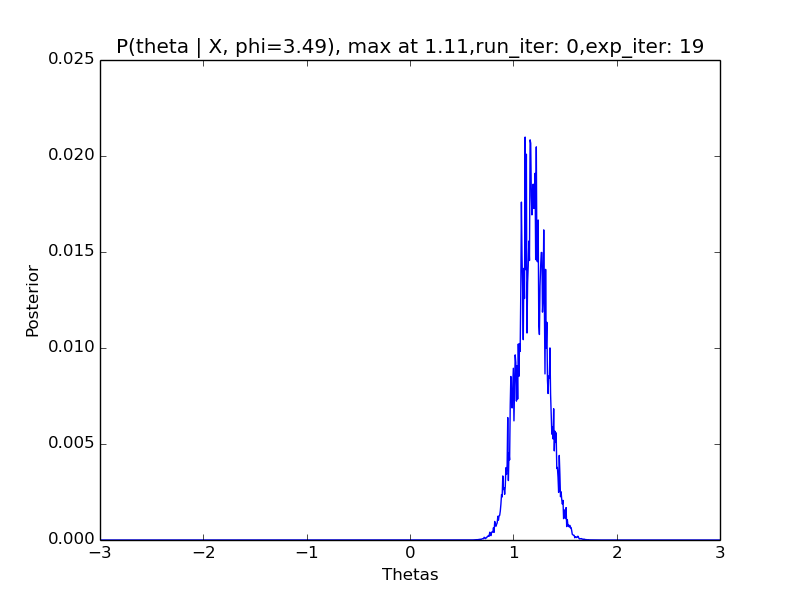 P(theta | X, phi=3.49), max at 1.11,run_iter: 0,exp_iter: 19
0.025
0.020
0.015
0.010
0.005
0.000
Posterior
−3 −2 −1 0 1 2 3
Thetas